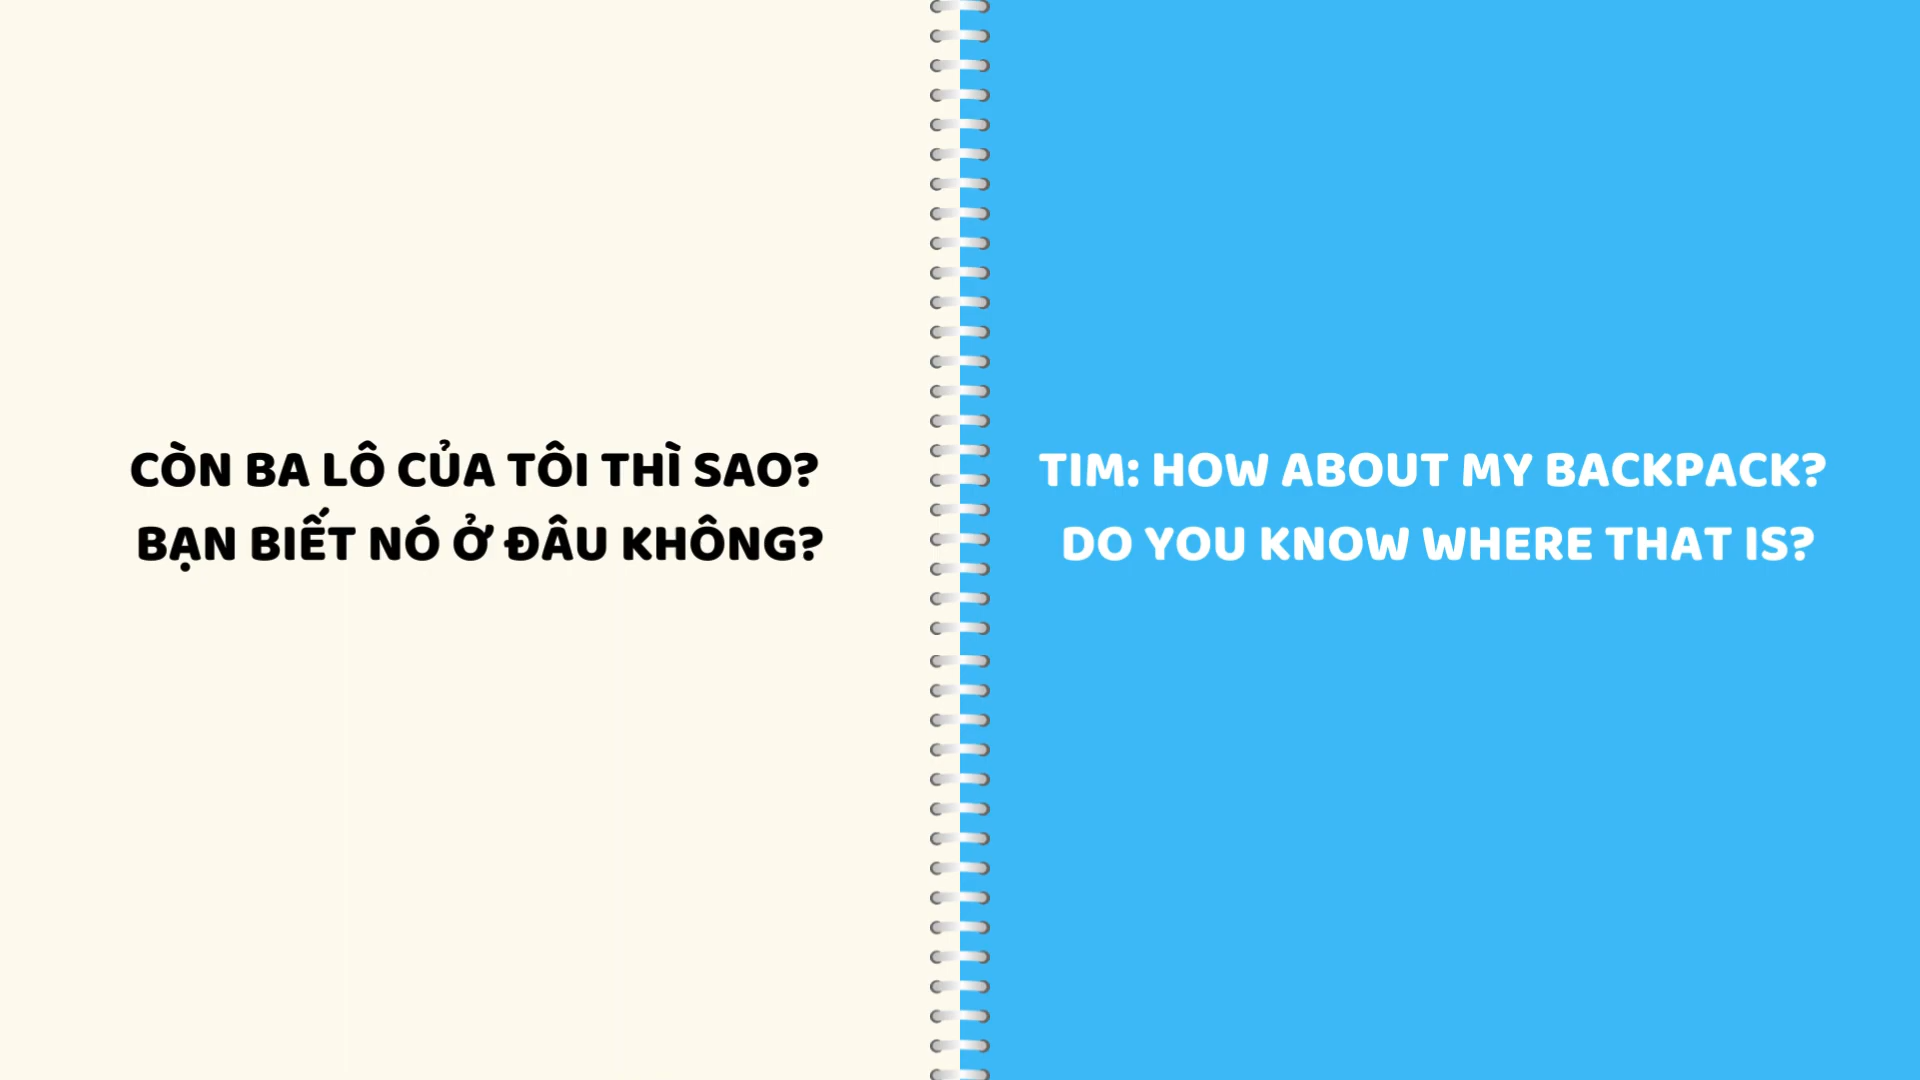 CÒN BA LÔ CỦA TÔI THÌ SAO?
BẠN BIẾT NÓ Ở ĐÂU KHÔNG?
TIM: HOW ABOUT MY BACKPACK?
DO YOU KNOW WHERE THAT IS?